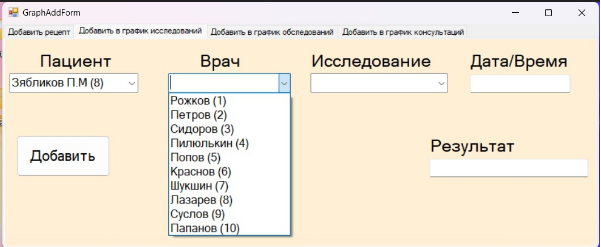 GraphAddForm
Добавить рецепт Добавить в график исследований Добавить в график обследований Добавить в график консультаций
Пациент Врач Исследование Дата/Время
Зябликов П.М (8)
Рожков (1)
Петров (2)
Сидоров (3)
Пилюлькин (4)
Попов (5)
Краснов (6)
Шукшин (7)
Лазарев (8)
Суслов (9)
Папанов (10)
Добавить
Результат